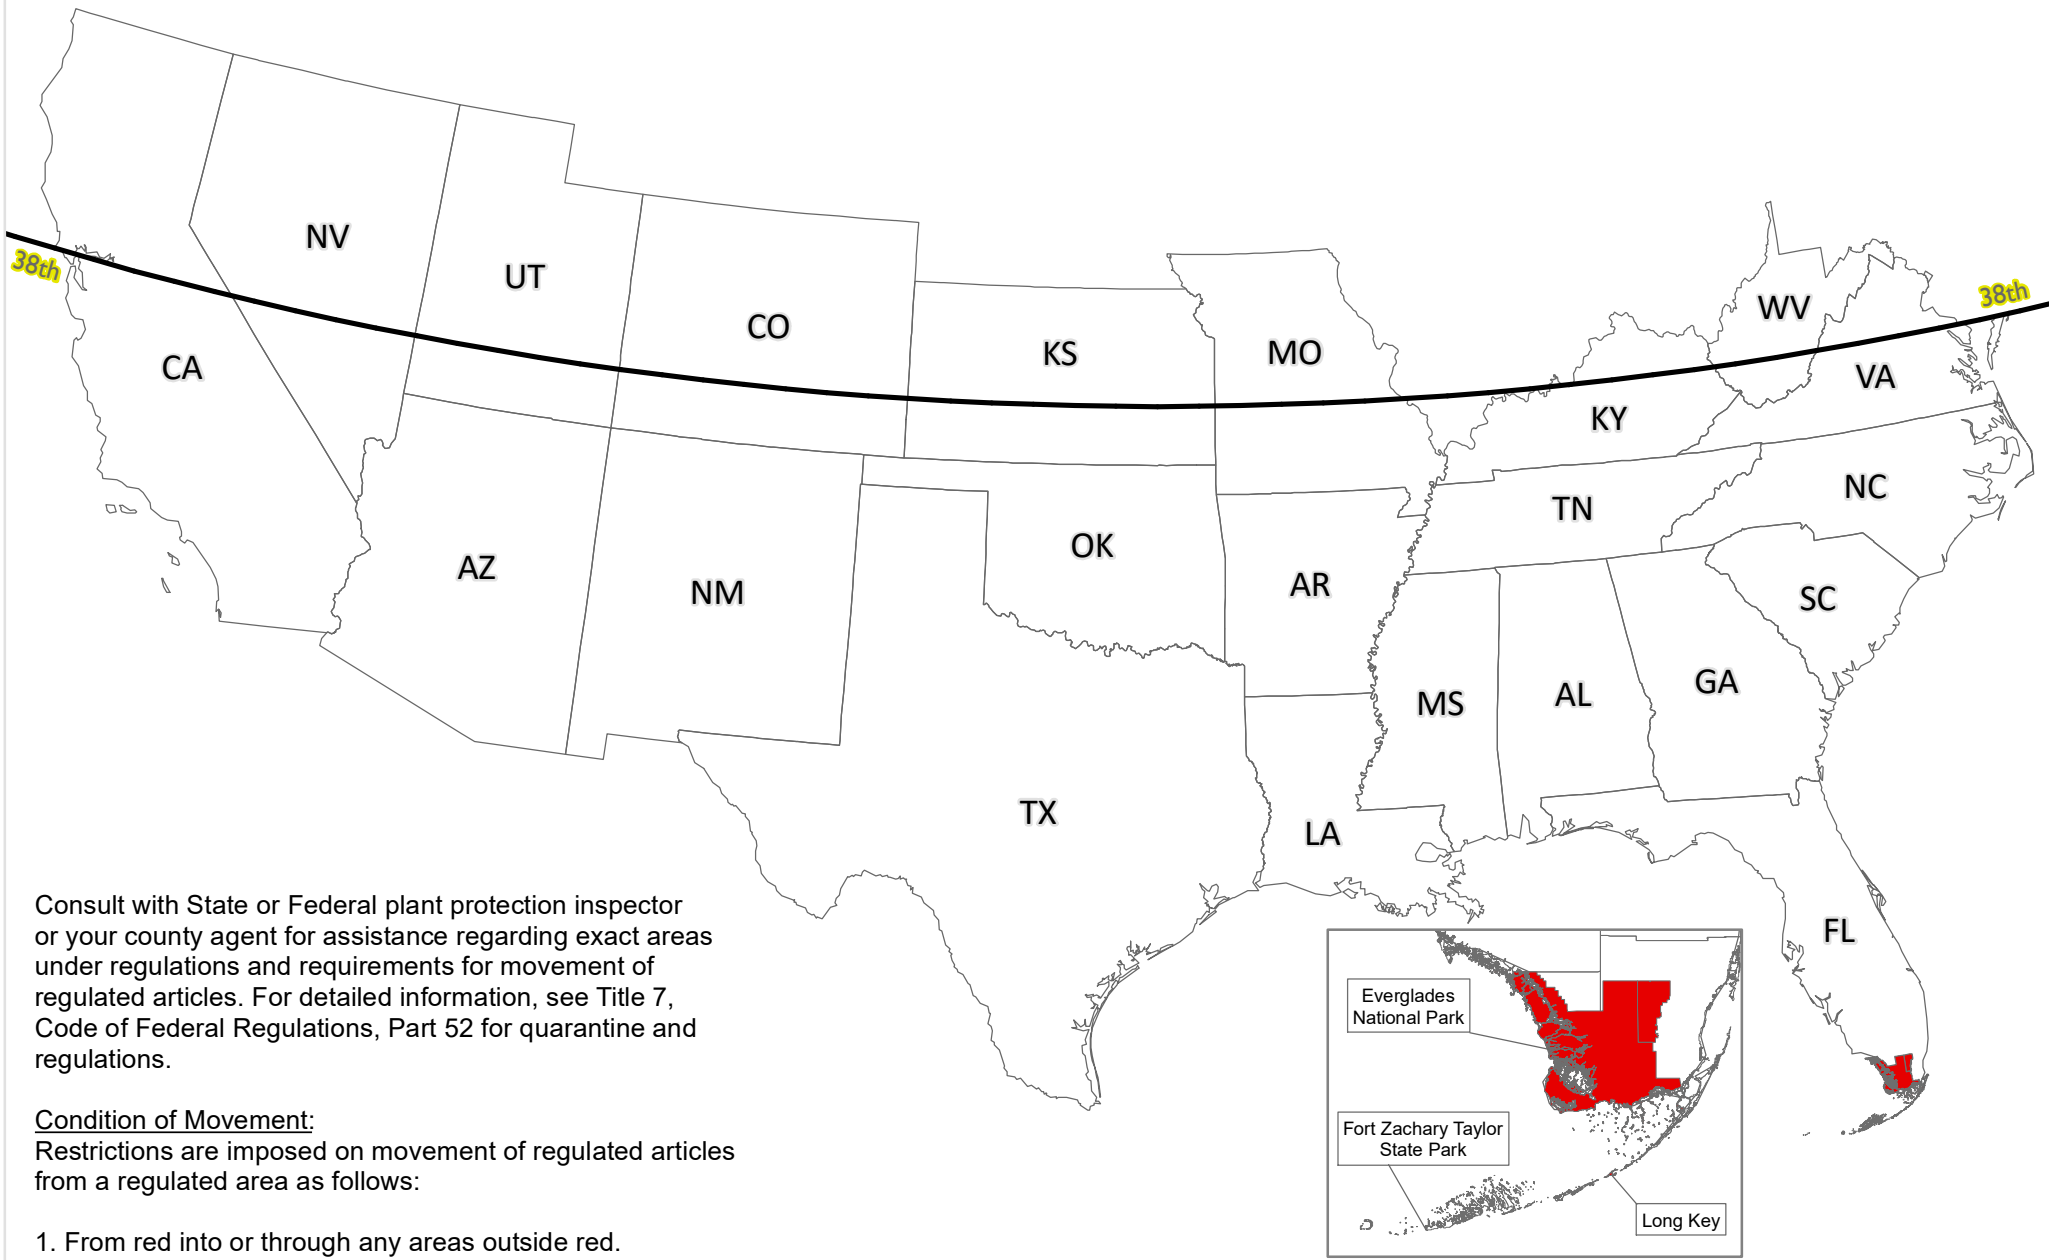 38th
38th
NV
UT
CO
KS
MO
WV
CA
VA
KY
NC
TN
OK
AZ
AR
NM
SC
GA
MS
AL
TX
LA
FL
Consult with State or Federal plant protection inspector
or your county agent for assistance regarding exact areas
under regulations and requirements for movement of
regulated articles. For detailed information, see Title 7,
Code of Federal Regulations, Part 52 for quarantine and
regulations.
Condition of Movement:
Restrictions are imposed on movement of regulated articles
from a regulated area as follows:
1. From red into or through any areas outside red.
Everglades
National Park
Fort Zachary Taylor
State Park
Long Key